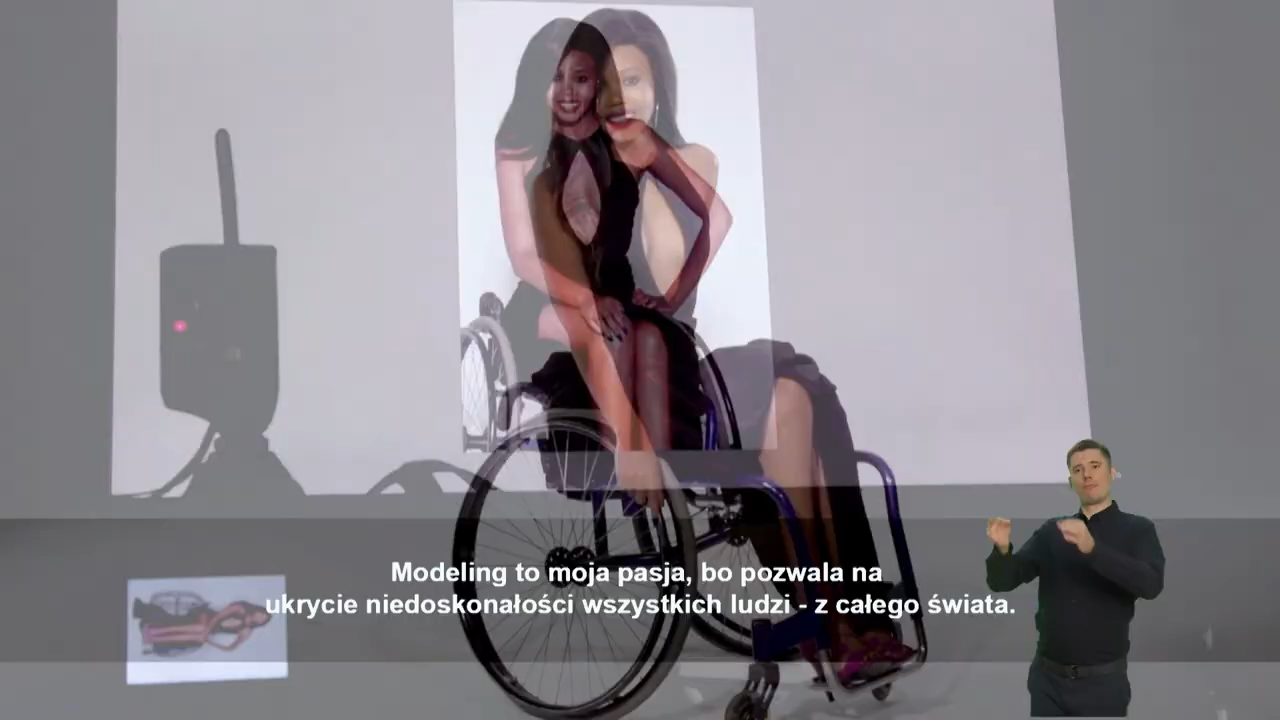 Modeling to moja pasja, bo pozwala na
ukrycie niedoskonałości wszystkich ludzi - z całego świata.